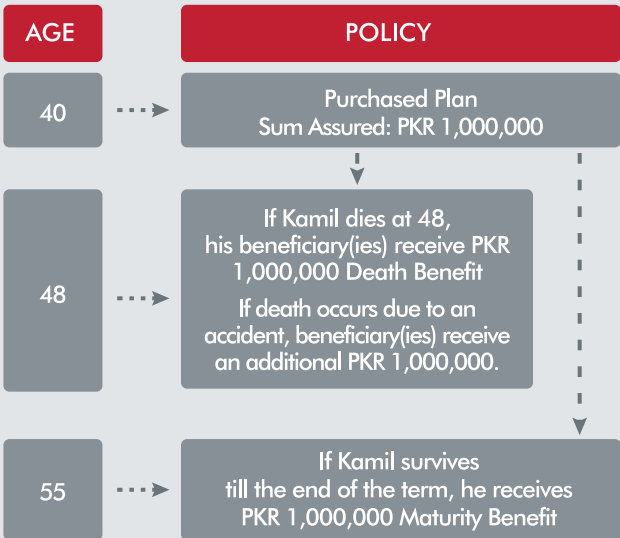 AGE
POLICY
40
Purchased Plan
Sum Assured: PKR 1,000,000
48
If Kamil dies at 48,
his beneficiary(ies) receive PKR
1,000,000 Death Benefit
If death occurs due to an
accident, beneficiary(ies) receive
an additional PKR 1,000,000.
55
If Kamil survives
till the end of the term, he receives
PKR 1,000,000 Maturity Benefit